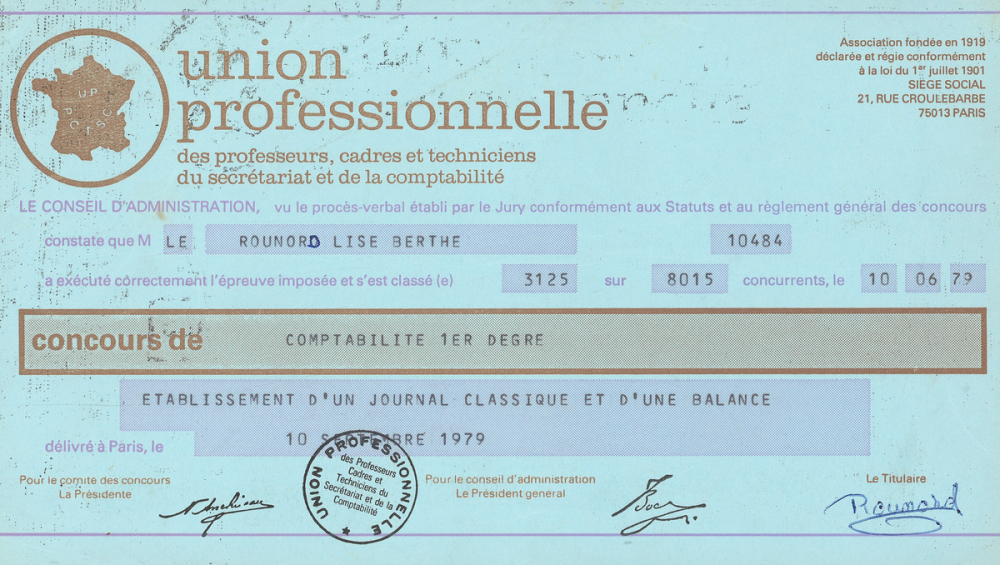 UPPCTSC
union
professionnelle
des professeurs, cadres et techniciens
du secrétariat et de la comptabilité
Association fondée en 1919
déclarée et régie conformément
à la loi du 1er juillet 1901
SIÈGE SOCIAL
21, RUE CROULEBARBE
75013 PARIS
LE CONSEIL D'ADMINISTRATION, vu le procès-verbal établi par le Jury conformément aux Statuts et au règlement général des concours
constate que M LE ROUNORD LISE BERTHE 10484
a exécuté correctement l'épreuve imposée et s'est classé (e) 3125 sur 8015 concurrents, le 10 06 79
concours de COMPTABILITE 1ER DEGRE
ETABLISSEMENT D'UN JOURNAL CLASSIQUE ET D'UNE BALANCE
délivré à Paris, le 10 SEPTEMBRE 1979
Pour le comité des concours
La Présidente
UNION PROFESSIONNELLE
des Professeurs
Cadres et
Techniciens du
Secrétariat et de la
Comptabilité
Pour le conseil d'administration
Le Président general
Le Titulaire
Rounord